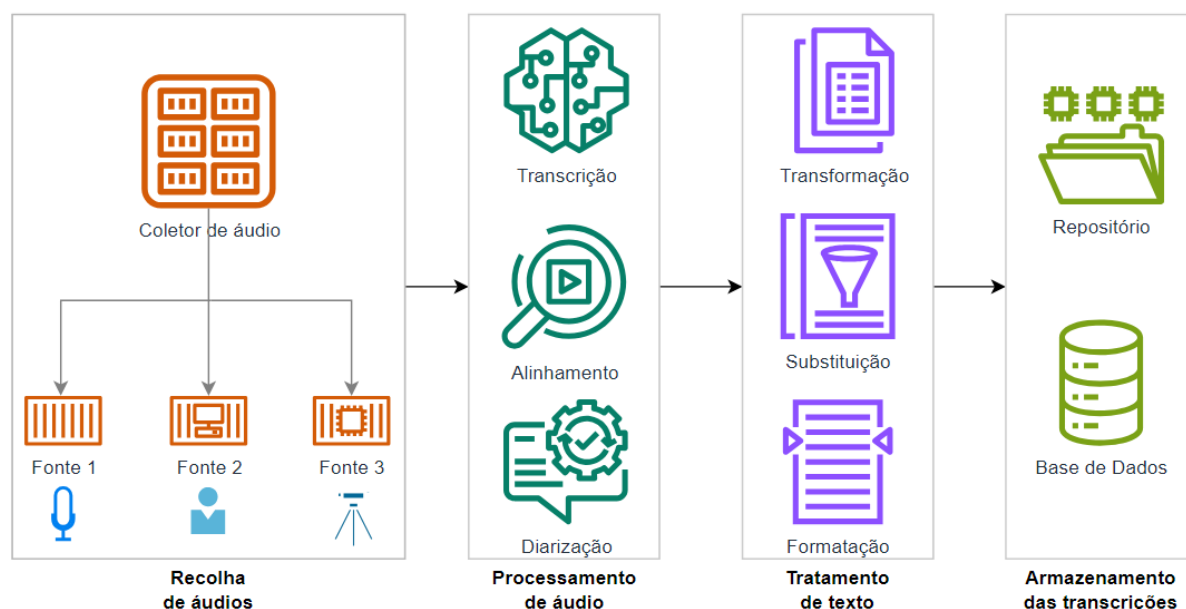 Coletor de áudio
Fonte 1
Fonte 2
Fonte 3
Recolha
de áudios
Transcrição
Alinhamento
Diarização
Processamento
de áudio
Transformação
Substituição
Formatação
Tratamento
de texto
Repositório
Base de Dados
Armazenamento
das transcrições